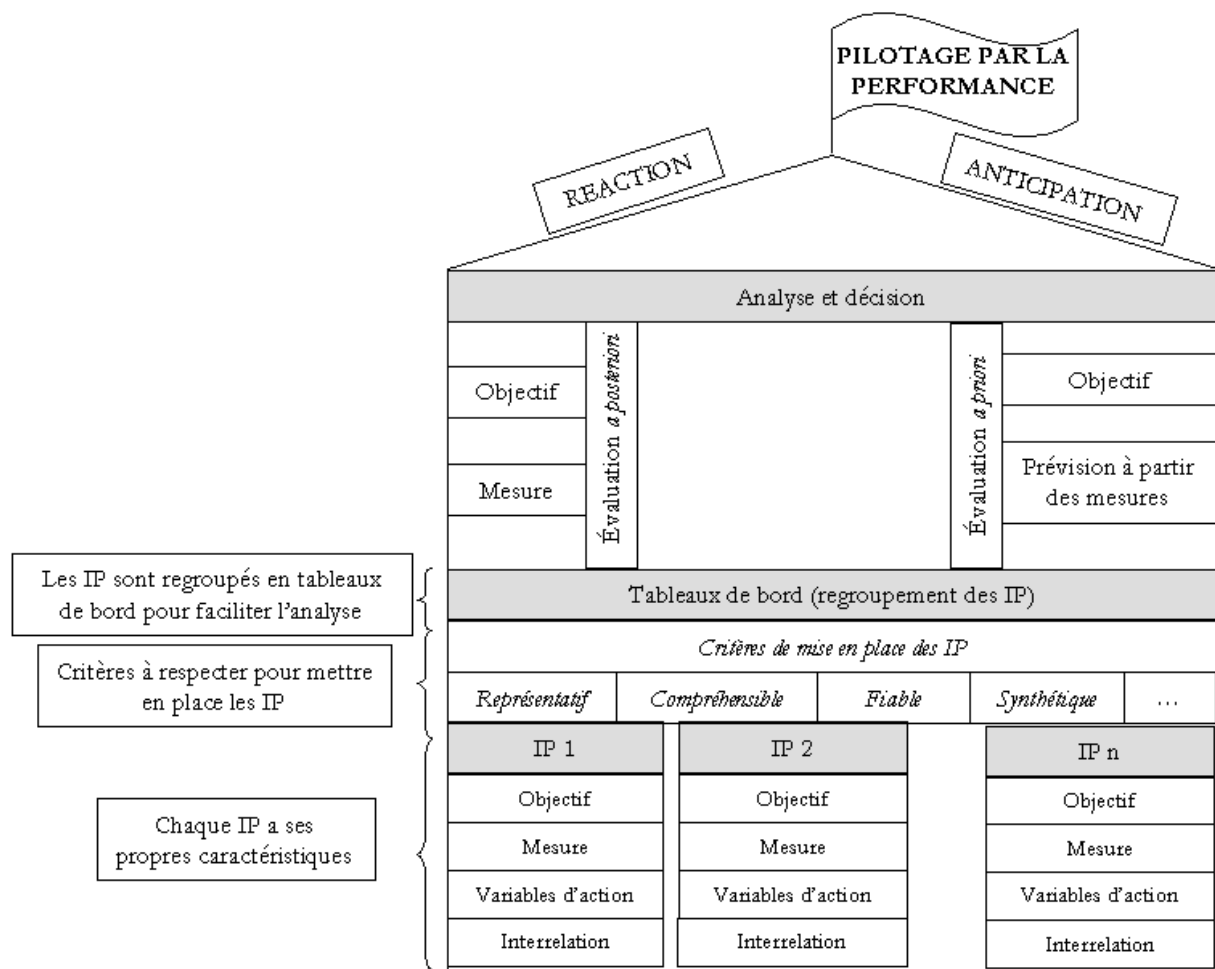 PILOTAGE PAR LA
PERFORMANCE
REACTION
ANTICIPATION
Analyse et décision
Objectif
Mesure
Évaluation a posteriori
Évaluation a priori
Objectif
Prévision à partir
des mesures
Les IP sont regroupés en tableaux
de bord pour faciliter l'analyse
Tableaux de bord (regroupement des IP)
Critères à respecter pour mettre
en place les IP
Critères de mise en place des IP
Représentatif Compréhensible Fiable Synthétique ...
Chaque IP a ses
propres caractéristiques
IP 1 IP 2 IP n
Objectif Objectif Objectif
Mesure Mesure Mesure
Variables d'action Variables d'action Variables d'action
Interrelation Interrelation Interrelation